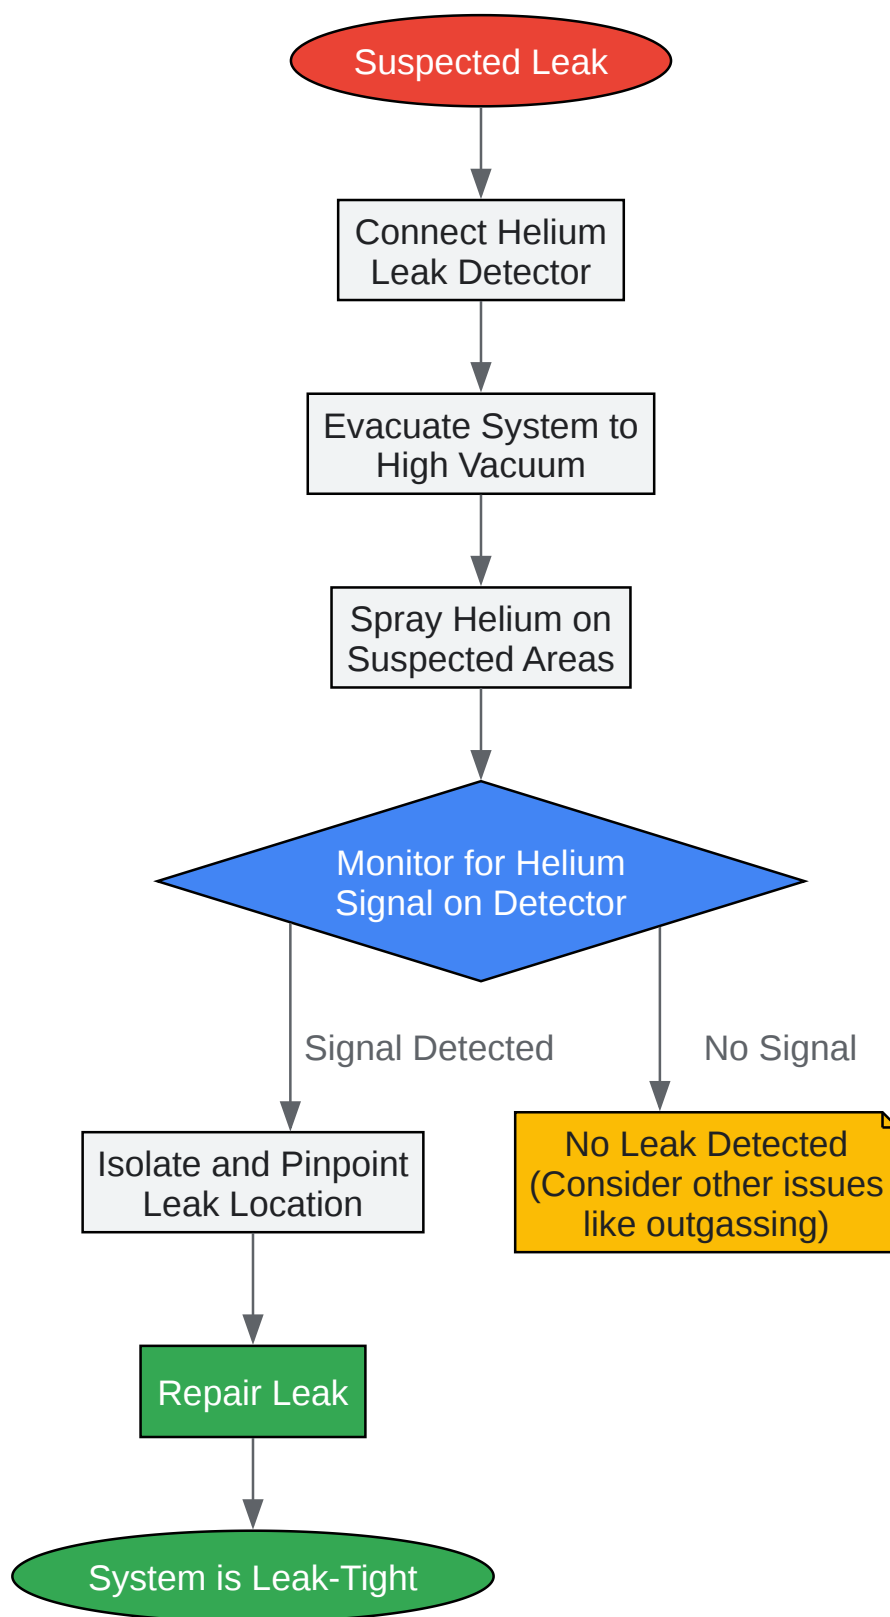 Suspected Leak
Connect Helium
Leak Detector
Evacuate System to
High Vacuum
Spray Helium on
Suspected Areas
Monitor for Helium
Signal on Detector
Signal Detected
No Signal
Isolate and Pinpoint
Leak Location
No Leak Detected
(Consider other issues
like outgassing)
Repair Leak
System is Leak-Tight